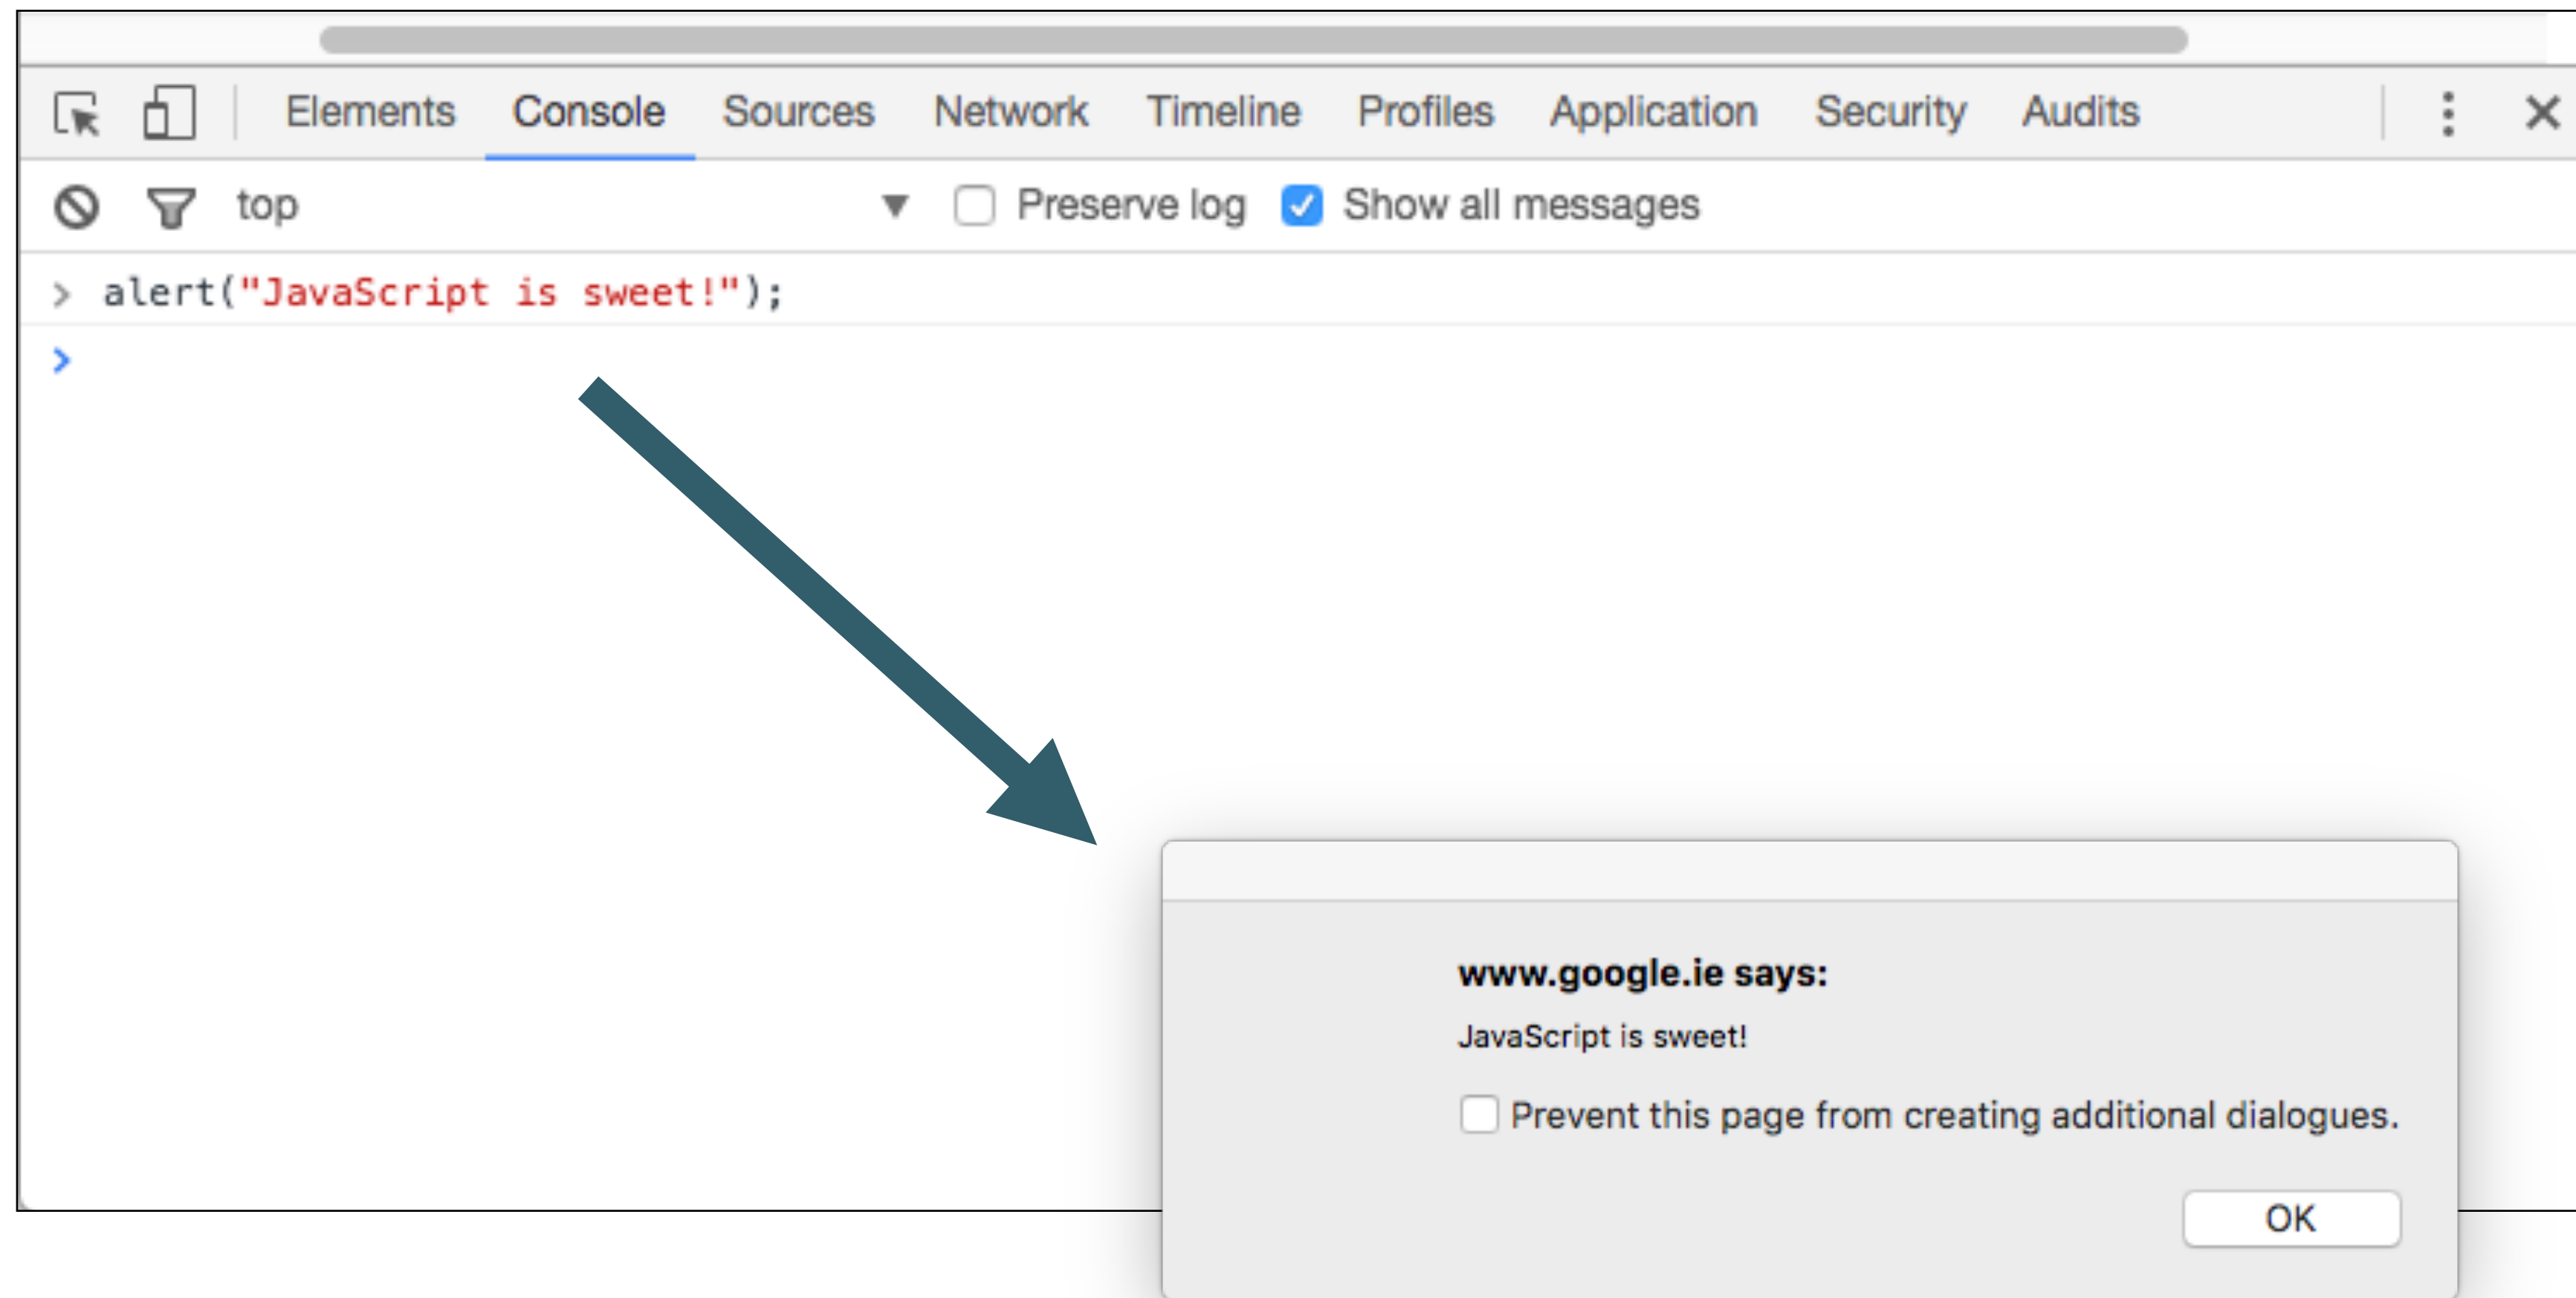 Elements Console Sources Network Timeline Profiles Application Security Audits
top Preserve log Show all messages
> alert("JavaScript is sweet!");
>
www.google.ie says:
JavaScript is sweet!
Prevent this page from creating additional dialogues.
OK